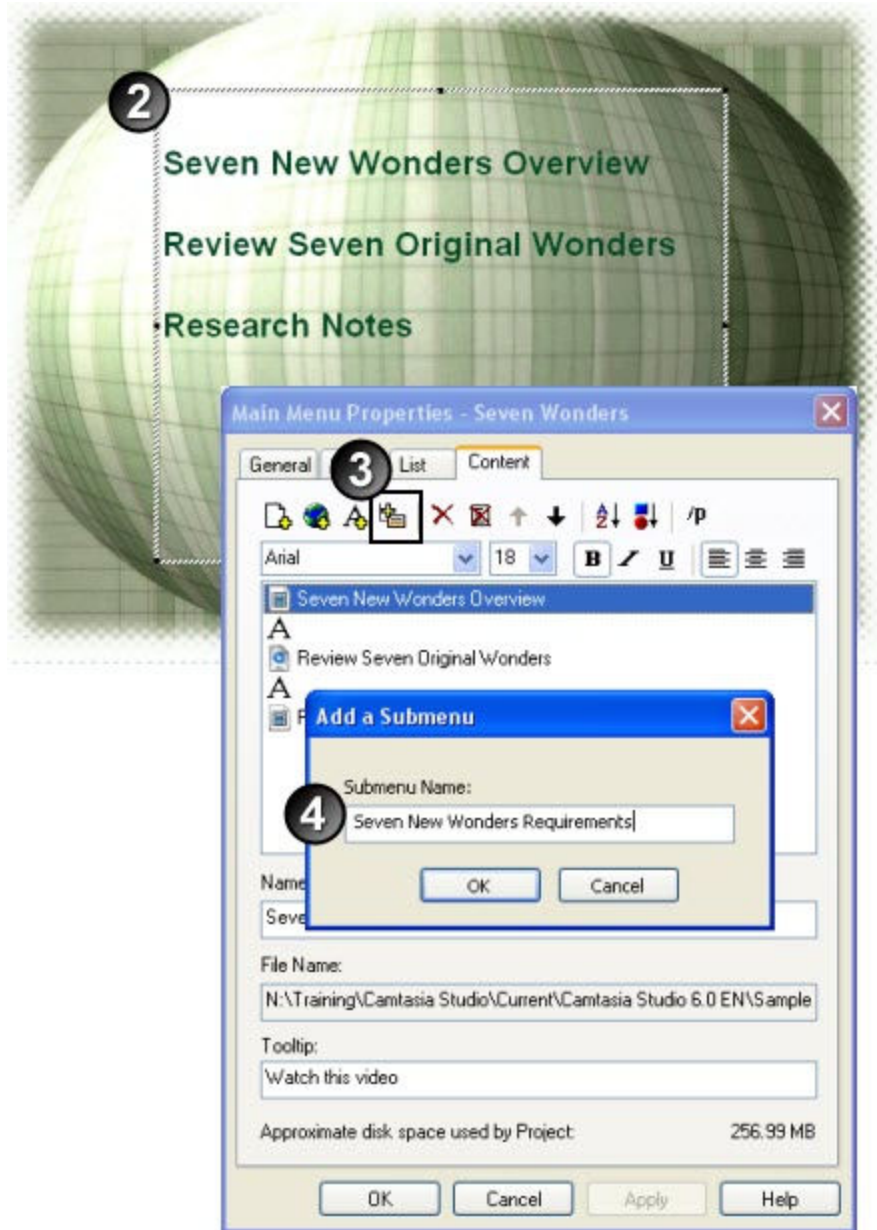 2
Seven New Wonders Overview
Review Seven Original Wonders
Research Notes
Main Menu Properties - Seven Wonders
General 3 List Content
/p
Arial 18 B I U
Seven New Wonders Overview
A
Review Seven Original Wonders
A
Add a Submenu
Submenu Name:
4 Seven New Wonders Requirements
OK Cancel
Name
Seve
File Name:
N:\Training\Camtasia Studio\Current\Camtasia Studio 6.0 EN\Sample
Tooltip:
Watch this video
Approximate disk space used by Project: 256.99 MB
OK Cancel Apply Help